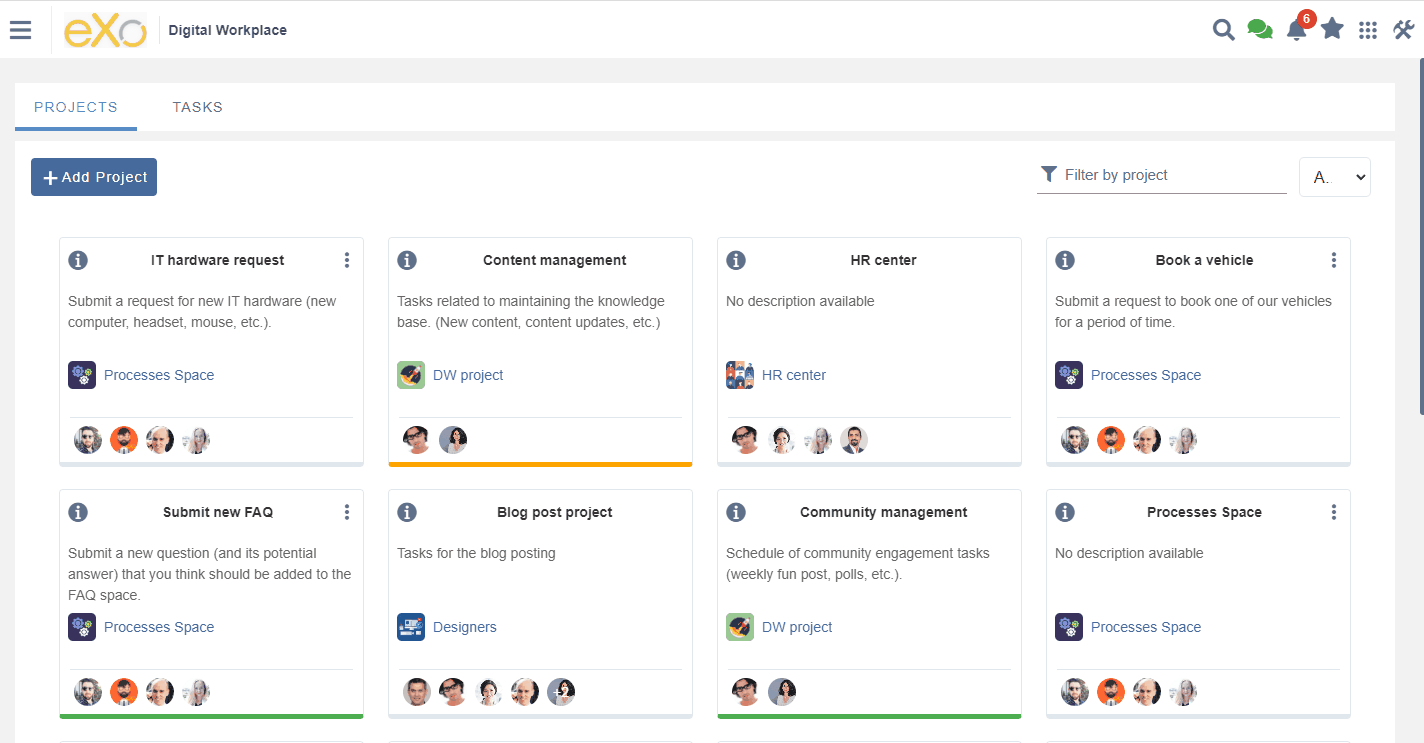 eXo
Digital Workplace
6
PROJECTS
TASKS
Add Project
Filter by project
A..
IT hardware request
Submit a request for new IT hardware (new
computer, headset, mouse, etc.).
Processes Space
Content management
Tasks related to maintaining the knowledge
base. (New content, content updates, etc.)
DW project
HR center
No description available
HR center
Book a vehicle
Submit a request to book one of our vehicles
for a period of time.
Processes Space
Submit new FAQ
Submit a new question (and its potential
answer) that you think should be added to the
FAQ space.
Processes Space
Blog post project
Tasks for the blog posting
Designers
+2
Community management
Schedule of community engagement tasks
(weekly fun post, polls, etc.).
DW project
Processes Space
No description available
Processes Space